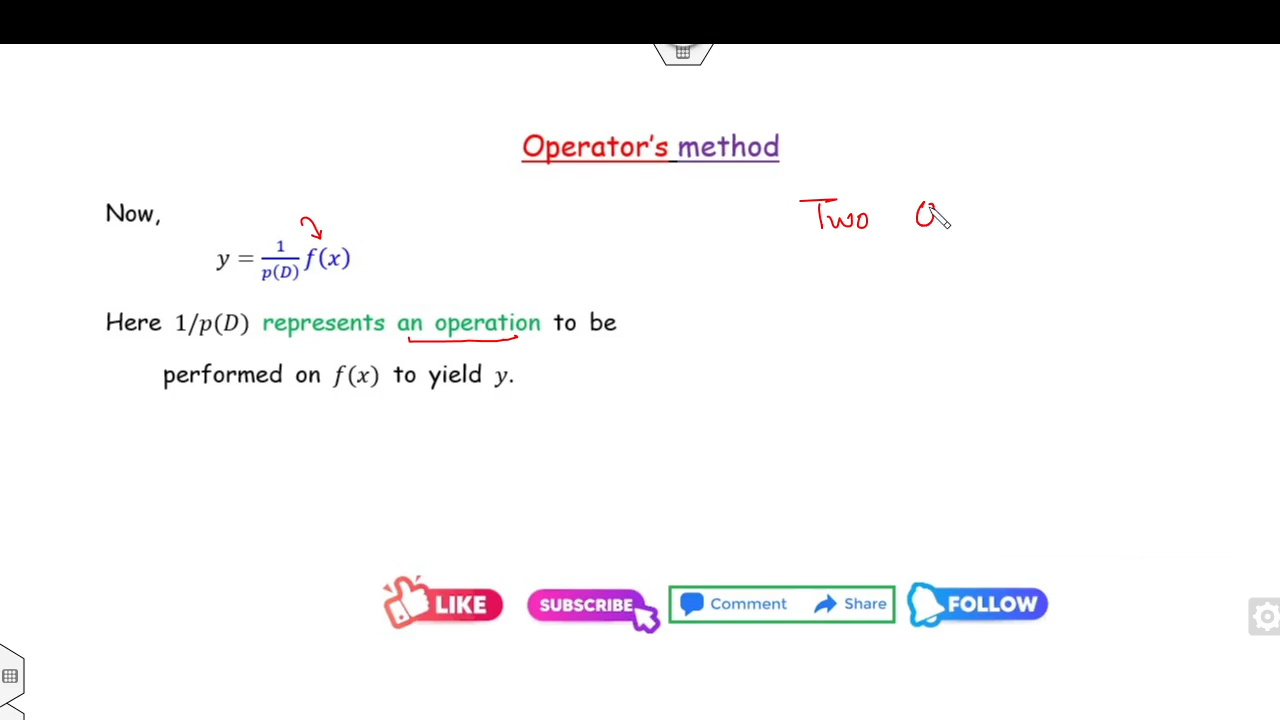 Operator's method
Now,
Two
y = 1/p(D) f(x)
Here 1/p(D) represents an operation to be
performed on f(x) to yield y.
LIKE
SUBSCRIBE
Comment
Share
FOLLOW